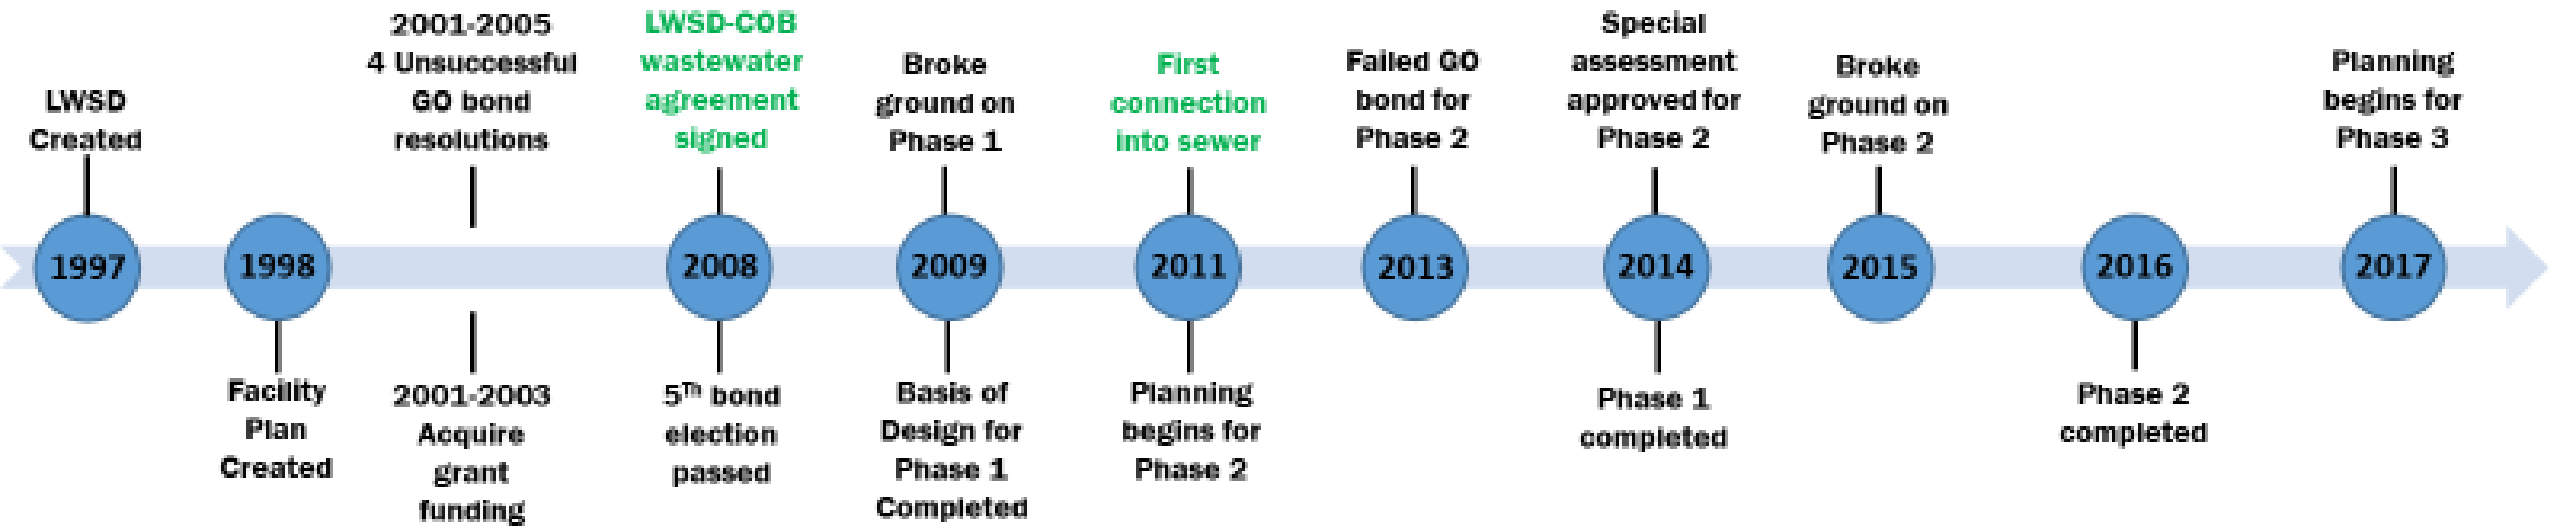 LWSD
Created
1997
1998
Facility
Plan
Created
2001-2005
4 Unsuccessful
GO bond
resolutions
2001-2003
Acquire
grant
funding
LWSD-COB
wastewater
agreement
signed
2008
5Th bond
election
passed
Broke
ground on
Phase 1
2009
Basis of
Design for
Phase 1
Completed
First
connection
into sewer
2011
Planning
begins for
Phase 2
Failed GO
bond for
Phase 2
2013
Special
assessment
approved for
Phase 2
2014
Phase 1
completed
Broke
ground on
Phase 2
2015
2016
Phase 2
completed
Planning
begins for
Phase 3
2017